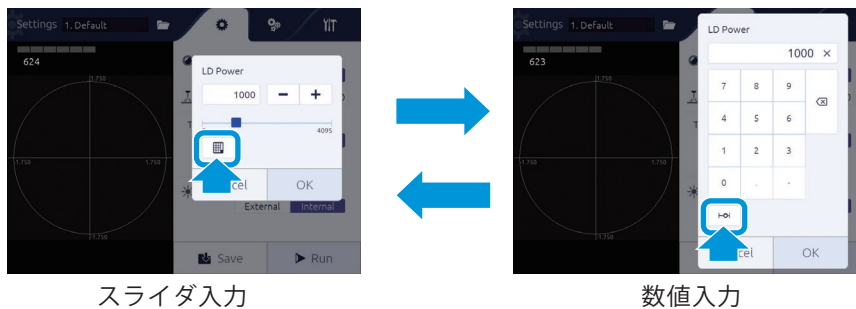 Settings 1. Default
624
1.750
1.750
1.750
-1.750
LD Power
1000 - +
4095
cel OK
External Internal
Save Run
スライダ入力
Settings 1. Default
623
1.750
1.750
-1.750
LD Power
1000 ×
7 8 9
4 5 6
1 2 3
0 . -
cel OK
数値入力